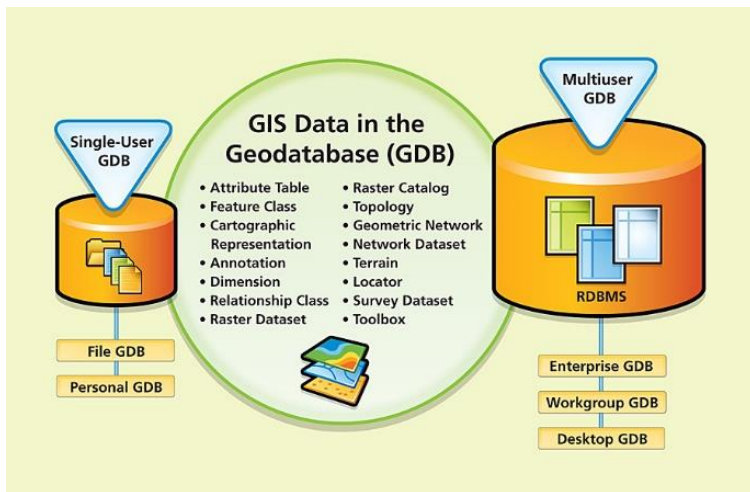 Multiuser
GDB
Single-User
GDB
GIS Data in the
Geodatabase (GDB)
• Attribute Table
• Feature Class
• Cartographic
Representation
• Annotation
• Dimension
• Relationship Class
• Raster Dataset
• Raster Catalog
• Topology
• Geometric Network
• Network Dataset
• Terrain
• Locator
• Survey Dataset
• Toolbox
RDBMS
File GDB
Personal GDB
Enterprise GDB
Workgroup GDB
Desktop GDB